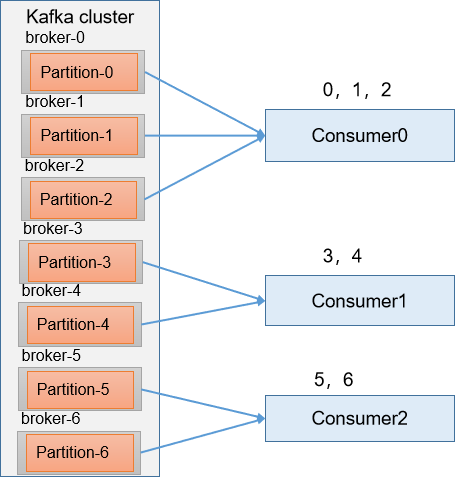 Kafka cluster
broker-0
Partition-0
broker-1
Partition-1
broker-2
Partition-2
broker-3
Partition-3
broker-4
Partition-4
broker-5
Partition-5
broker-6
Partition-6
0，1，2
Consumer0
3，4
Consumer1
5，6
Consumer2